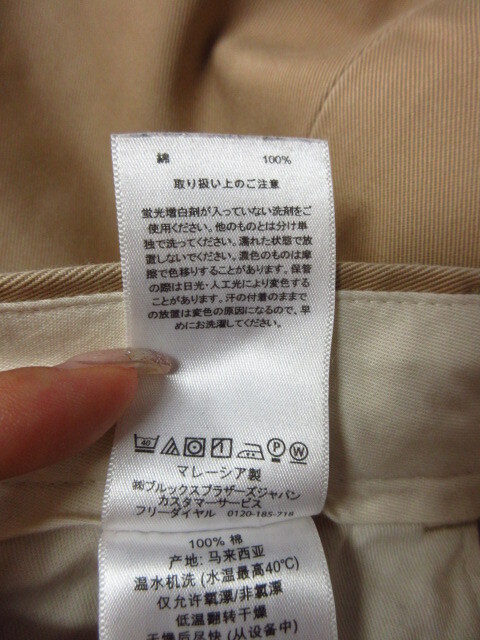 綿 100%
取り扱い上のご注意
蛍光増白剤が入っていない洗剤をご
使用ください。他のものとは分け単
独で洗ってください。濡れた状態で放
置しないでください。濃色のものは摩
擦で色移りすることがあります。保管
の際は日光・人工光により変色する
ことがあります。汗の付着のままで
の放置は変色の原因になるので、早
めにお洗濯してください。
40 P W
マレーシア製
㈱ブルックスブラザーズジャパン
カスタマーサービス
フリーダイヤル 0120-185-718
100% 棉
产地: 马来西亚
温水机洗 (水温最高40°C)
仅允许氧漂/非氯漂
低温翻转干燥
干燥后尽快 (从设备中)